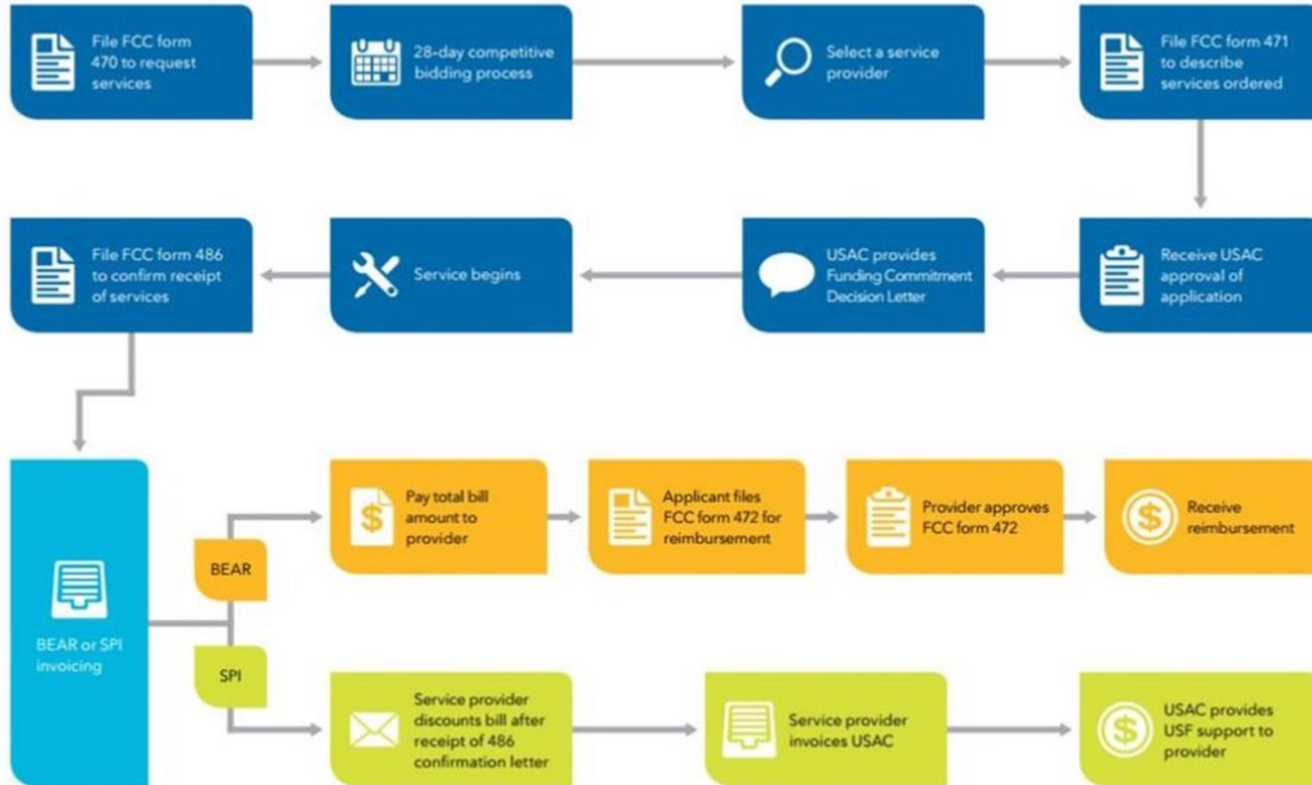 File FCC form
470 to request
services
28-day competitive
bidding process
Select a service
provider
File FCC form 471
to describe
services ordered
Receive USAC
approval of
application
USAC provides
Funding Commitment
Decision Letter
Service begins
File FCC form 486
to confirm receipt
of services
BEAR or SPI
invoicing
BEAR
Pay total bill
amount to
provider
Applicant files
FCC form 472 for
reimbursement
Provider approves
FCC form 472
Receive
reimbursement
SPI
Service provider
discounts bill after
receipt of 486
confirmation letter
Service provider
invoices USAC
USAC provides
USF support to
provider